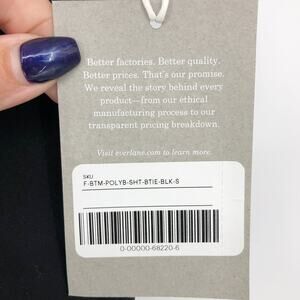 Better factories. Better quality.
Better prices. That's our promise.
We reveal the story behind every
product—from our ethical
manufacturing process to our
transparent pricing breakdown.
Visit everlane.com to learn more.
SKU
F-BTM-POLYB-SHT-BTIE-BLK-S
0-00000-68220-6